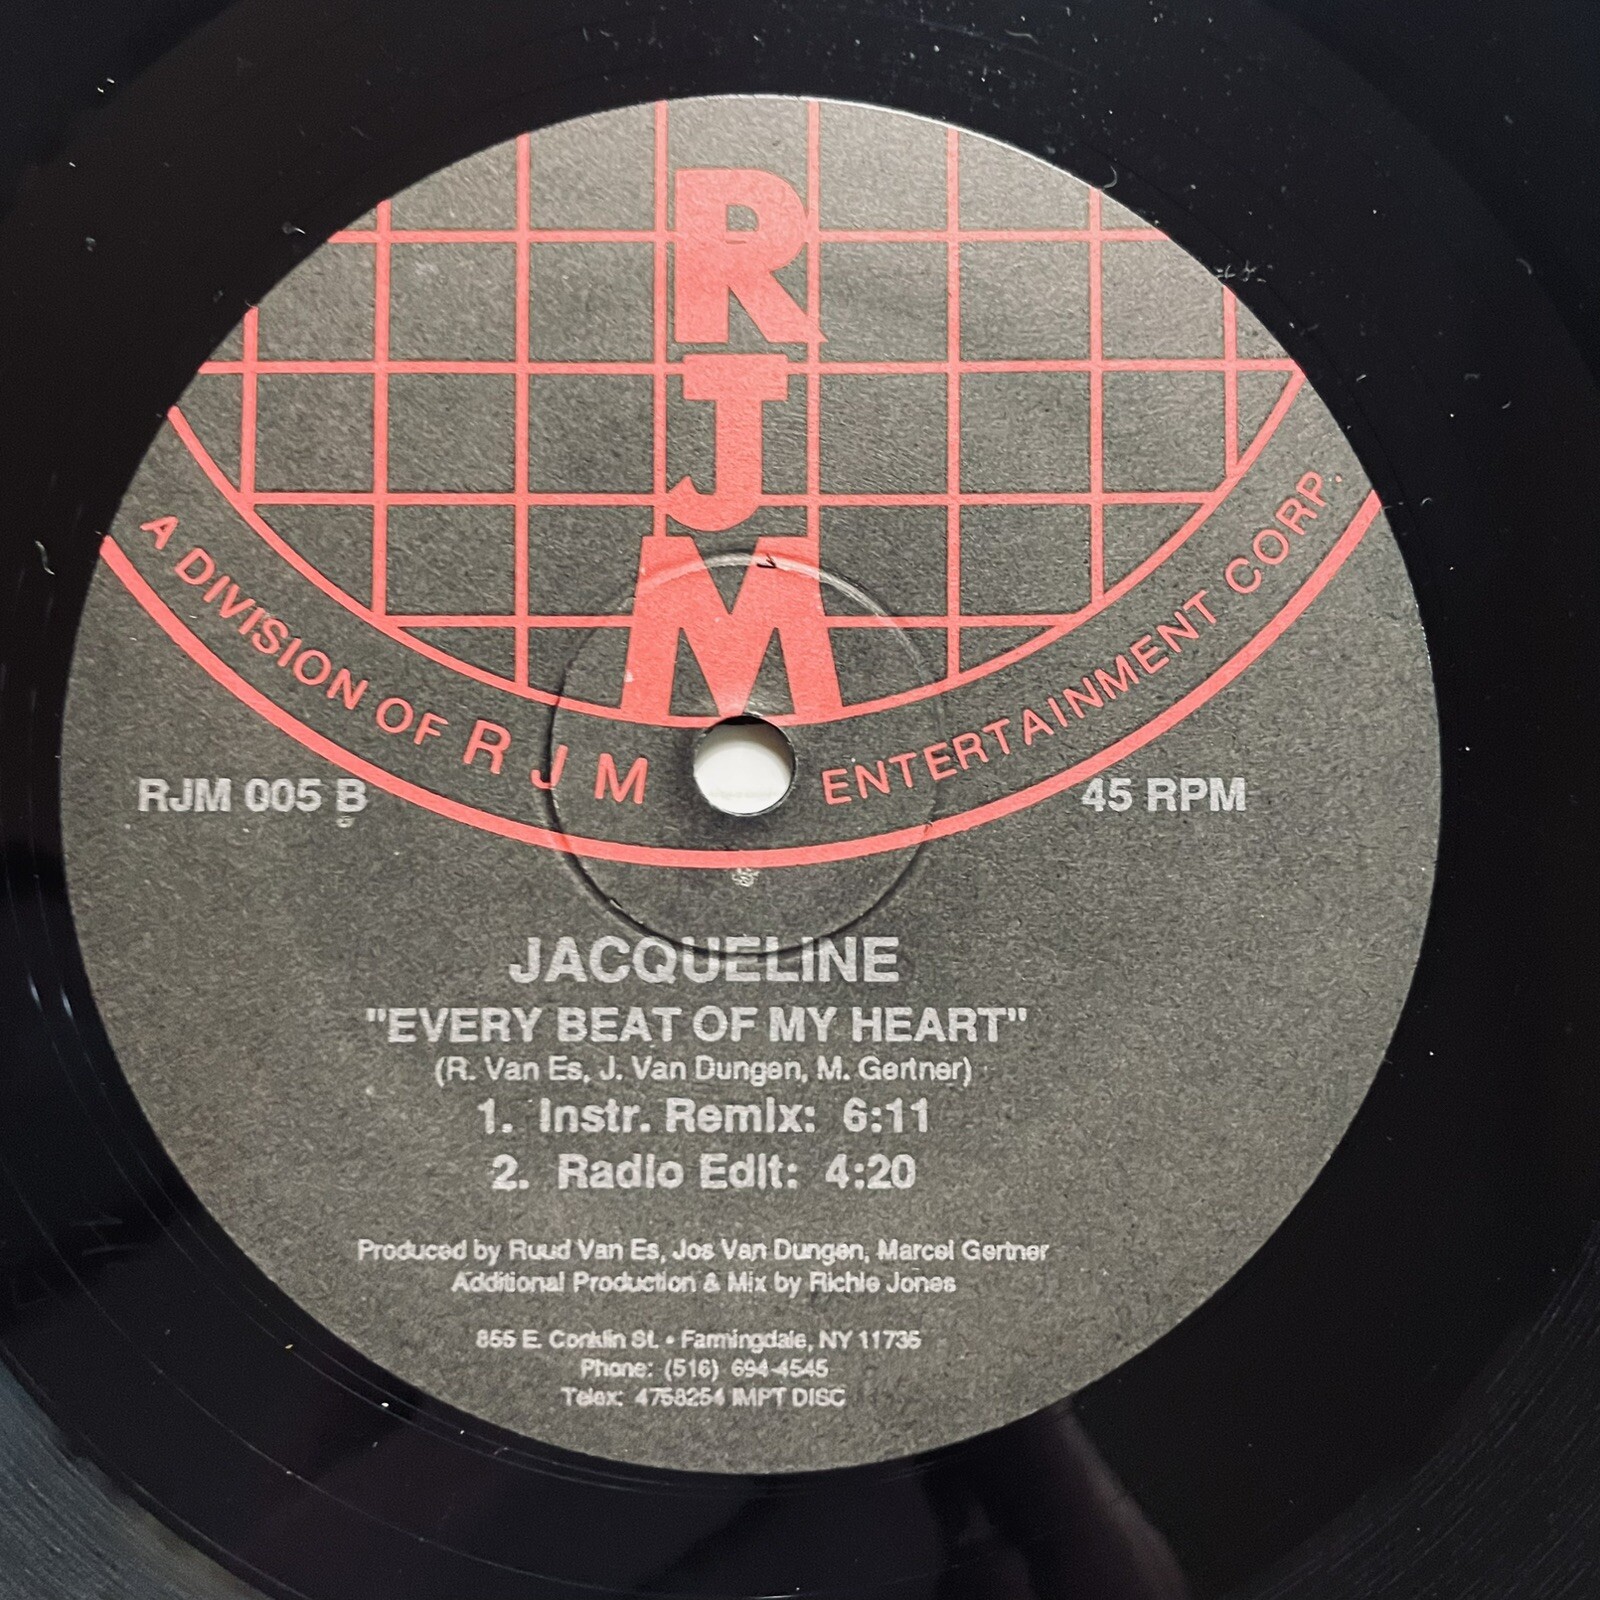 R
J
M
A DIVISION OF R J M ENTERTAINMENT CORP.
RJM 005 B
45 RPM
JACQUELINE
"EVERY BEAT OF MY HEART"
(R. Van Es, J. Van Dungen, M. Gertner)
1. Instr. Remix: 6:11
2. Radio Edit: 4:20
Produced by Ruud Van Es, Jos Van Dungen, Marcel Gertner
Additional Production & Mix by Richie Jones
855 E. Conklin St. • Farmingdale, NY 11735
Phone: (516) 694-4545
Telex: 4758254 IMPT DISC